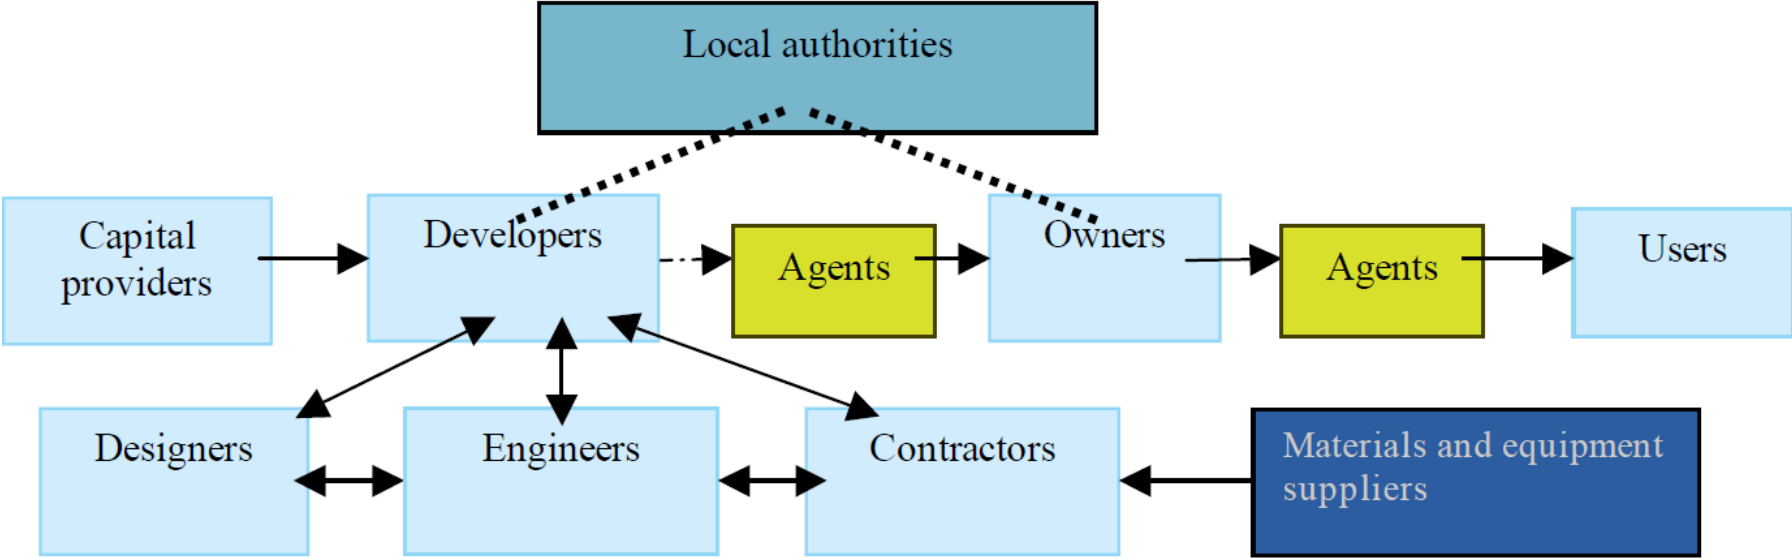 Local authorities
Capital
providers
Developers
Agents
Owners
Agents
Users
Designers
Engineers
Contractors
Materials and equipment
suppliers